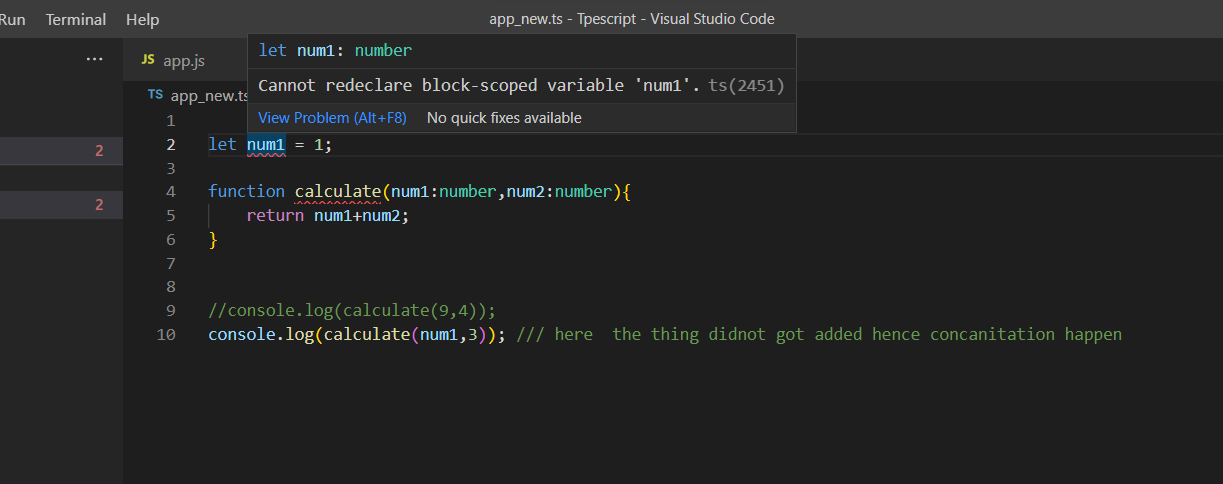 Run Terminal Help app_new.ts - Tpescript - Visual Studio Code
let num1: number
··· JS app.js
Cannot redeclare block-scoped variable 'num1'. ts(2451)
TS app_new.ts
View Problem (Alt+F8) No quick fixes available
1
2 2 let num1 = 1;
3
2 4 function calculate(num1:number,num2:number){
5 return num1+num2;
6 }
7
8
9 //console.log(calculate(9,4));
10 console.log(calculate(num1,3)); /// here  the thing didnot got added hence concanitation happen